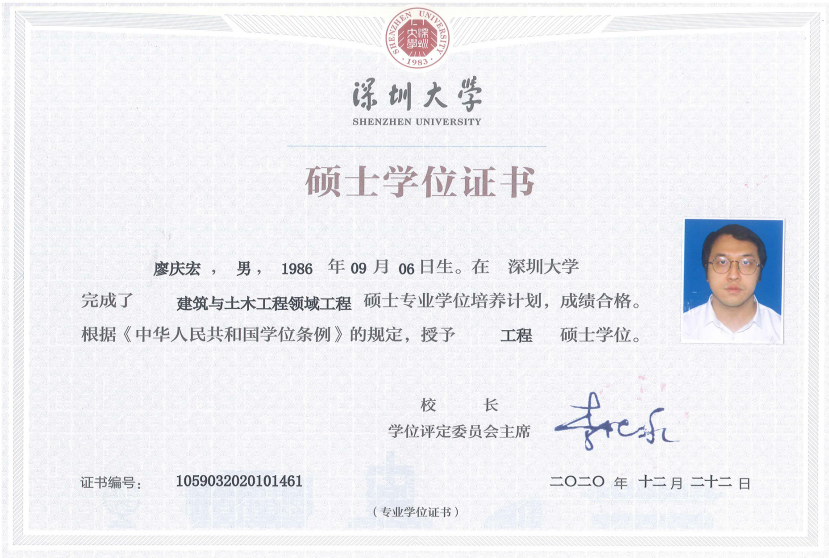 SHENZHEN UNIVERSITY
·1983·
深圳大学
SHENZHEN UNIVERSITY
硕士学位证书
廖庆宏 ， 男， 1986 年 09 月 06 日生。在 深圳大学
完成了 建筑与土木工程领域工程 硕士专业学位培养计划，成绩合格。
根据《中华人民共和国学位条例》的规定，授予 工程 硕士学位。
校 长
学位评定委员会主席
证书编号： 1059032020101461
二〇二〇 年 十二 月 二十二 日
（专业学位证书）